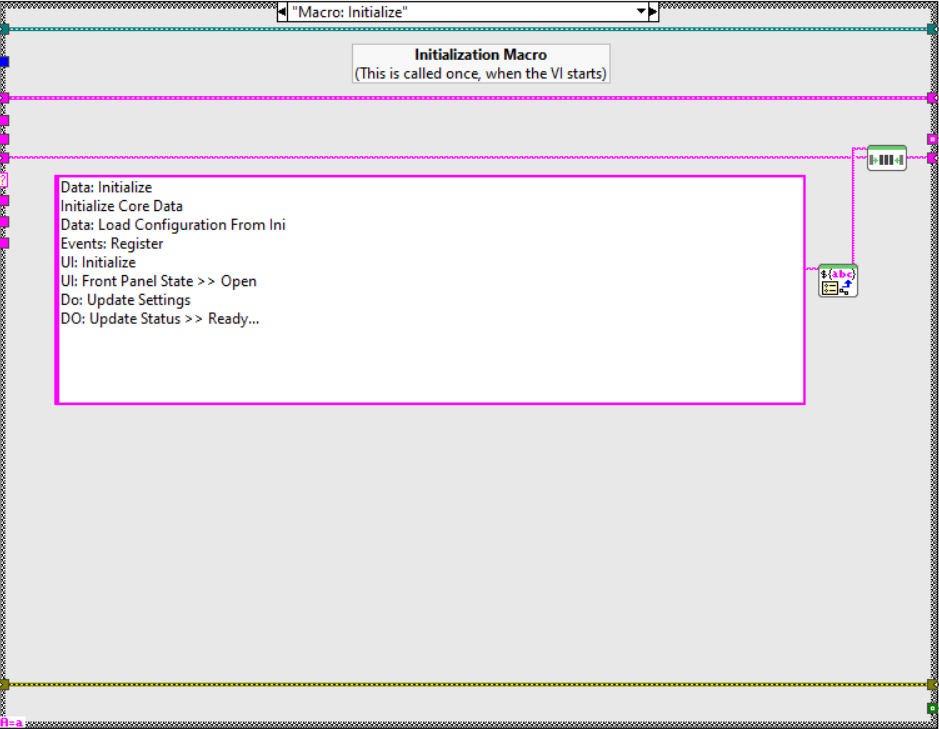 "Macro: Initialize"
Initialization Macro
(This is called once, when the VI starts)
?
Data: Initialize
Initialize Core Data
Data: Load Configuration From Ini
Events: Register
UI: Initialize
UI: Front Panel State >> Open
Do: Update Settings
DO: Update Status >> Ready...
${abc}
A=a